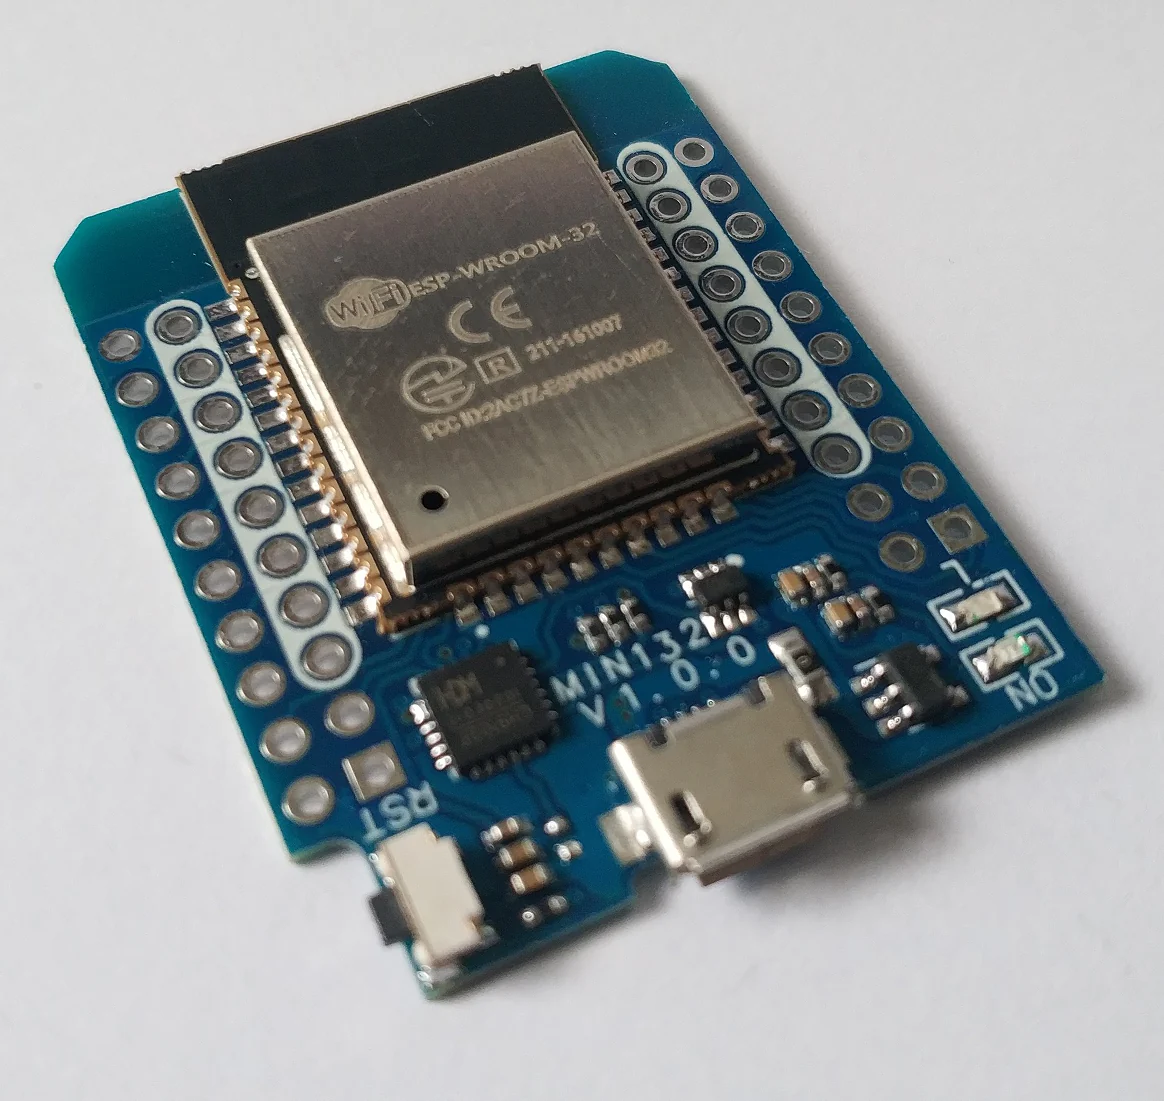 WiFi ESP-WROOM-32
CE
R 211-161007
FCC ID:2AC7Z-ESPWROOM32
MINI32
V1.0.0
RST
ON